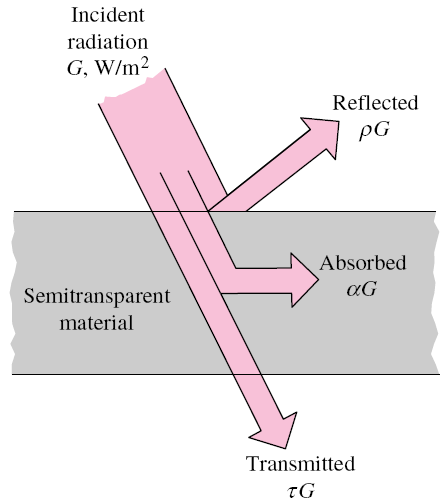 Incident
radiation
G, W/m²
Reflected
ρG
Absorbed
αG
Semitransparent
material
Transmitted
τG